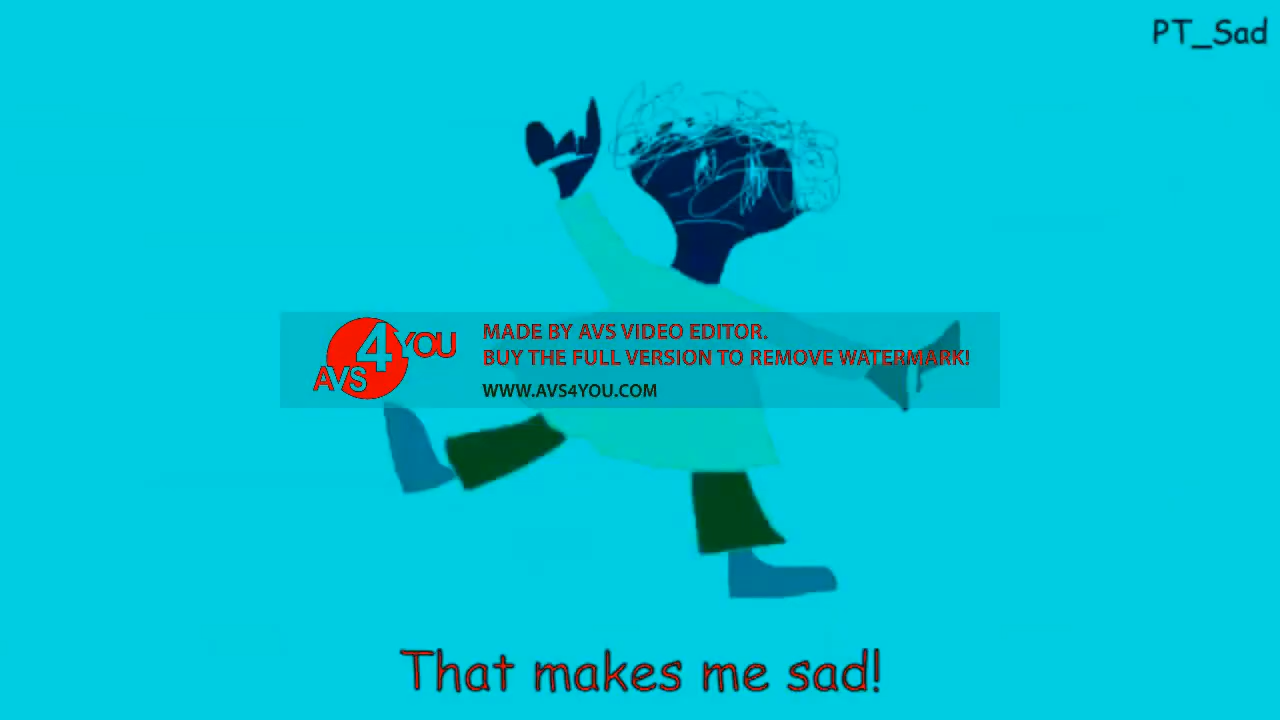 PT_Sad
AVS4YOU
MADE BY AVS VIDEO EDITOR.
BUY THE FULL VERSION TO REMOVE WATERMARK!
WWW.AVS4YOU.COM
That makes me sad!